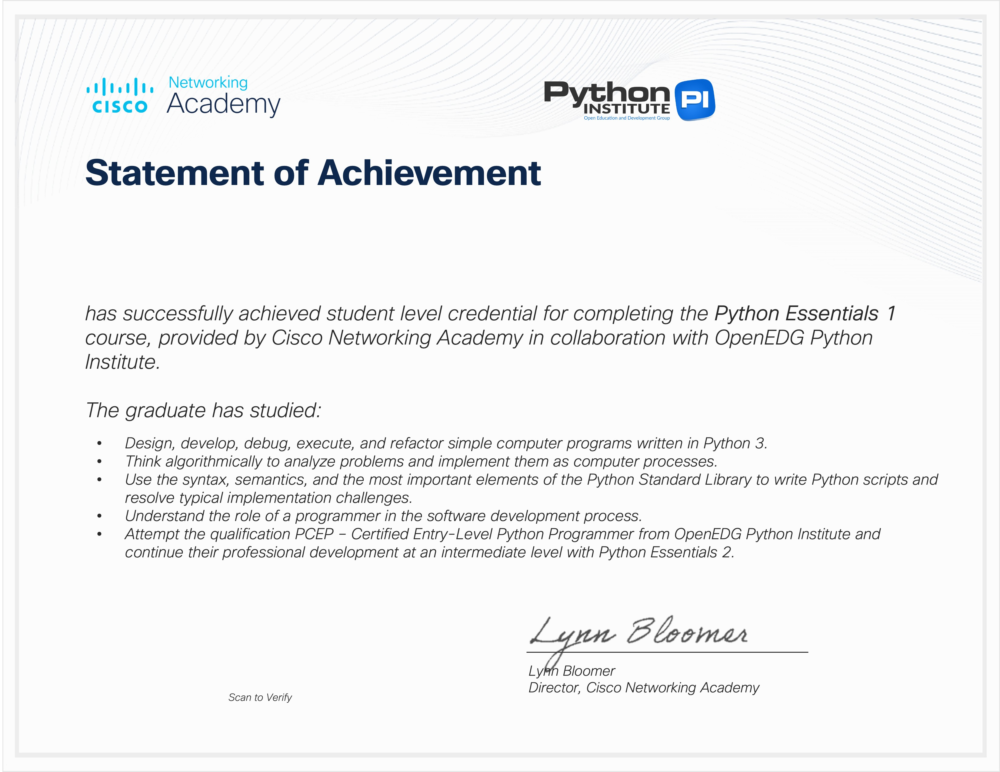 Networking
CISCO Academy
Python
INSTITUTE
Open Education and Development Group
PI
Statement of Achievement
has successfully achieved student level credential for completing the Python Essentials 1
course, provided by Cisco Networking Academy in collaboration with OpenEDG Python
Institute.
The graduate has studied:
• Design, develop, debug, execute, and refactor simple computer programs written in Python 3.
• Think algorithmically to analyze problems and implement them as computer processes.
• Use the syntax, semantics, and the most important elements of the Python Standard Library to write Python scripts and
resolve typical implementation challenges.
• Understand the role of a programmer in the software development process.
• Attempt the qualification PCEP – Certified Entry-Level Python Programmer from OpenEDG Python Institute and
continue their professional development at an intermediate level with Python Essentials 2.
Lynn Bloomer
Lynn Bloomer
Director, Cisco Networking Academy
Scan to Verify